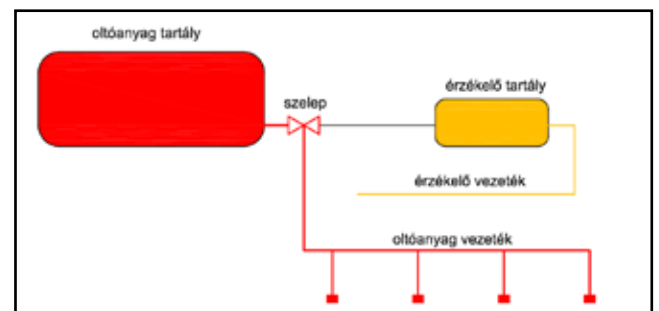 oltóanyag tartály
érzékelő tartály
szelep
érzékelő vezeték
oltóanyag vezeték